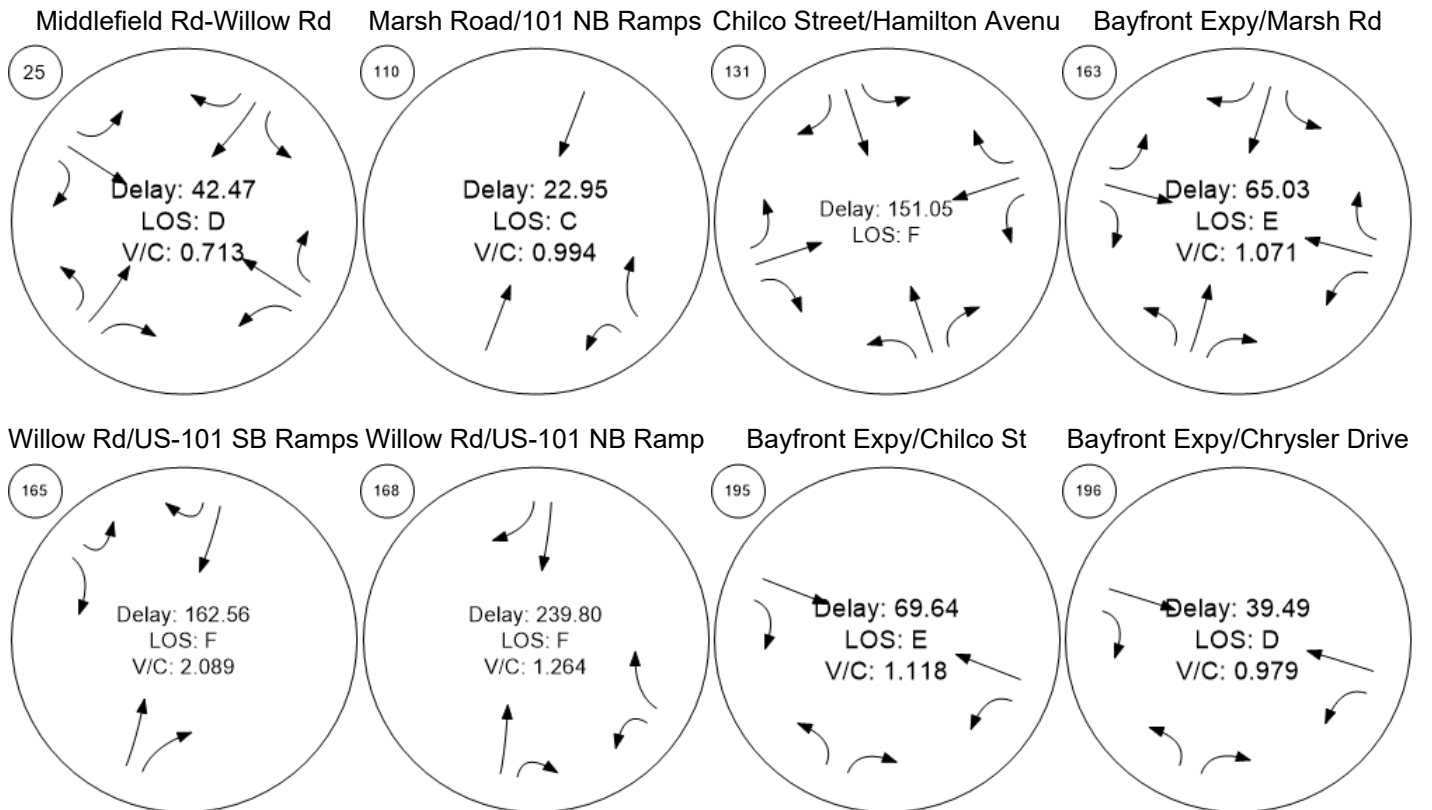 Middlefield Rd-Willow Rd
25
Delay: 42.47
LOS: D
V/C: 0.713
Marsh Road/101 NB Ramps
110
Delay: 22.95
LOS: C
V/C: 0.994
Chilco Street/Hamilton Avenu
131
Delay: 151.05
LOS: F
Bayfront Expy/Marsh Rd
163
Delay: 65.03
LOS: E
V/C: 1.071
Willow Rd/US-101 SB Ramps
165
Delay: 162.56
LOS: F
V/C: 2.089
Willow Rd/US-101 NB Ramp
168
Delay: 239.80
LOS: F
V/C: 1.264
Bayfront Expy/Chilco St
195
Delay: 69.64
LOS: E
V/C: 1.118
Bayfront Expy/Chrysler Drive
196
Delay: 39.49
LOS: D
V/C: 0.979